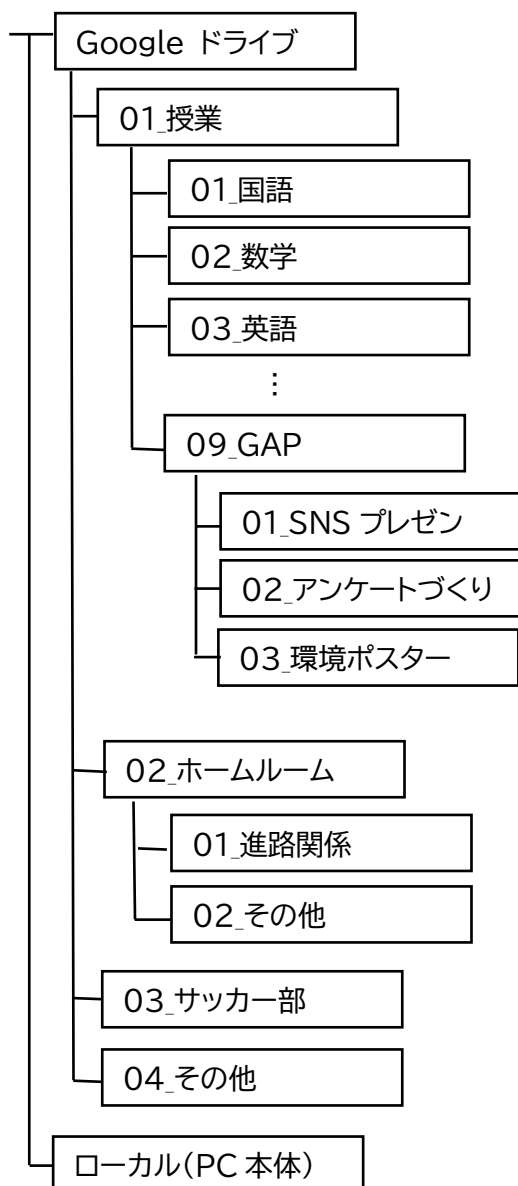 Google ドライブ
01_授業
01_国語
02_数学
03_英語
⋮
09_GAP
01_SNS プレゼン
02_アンケートづくり
03_環境ポスター
02_ホームルーム
01_進路関係
02_その他
03_サッカー部
04_その他
ローカル(PC 本体)